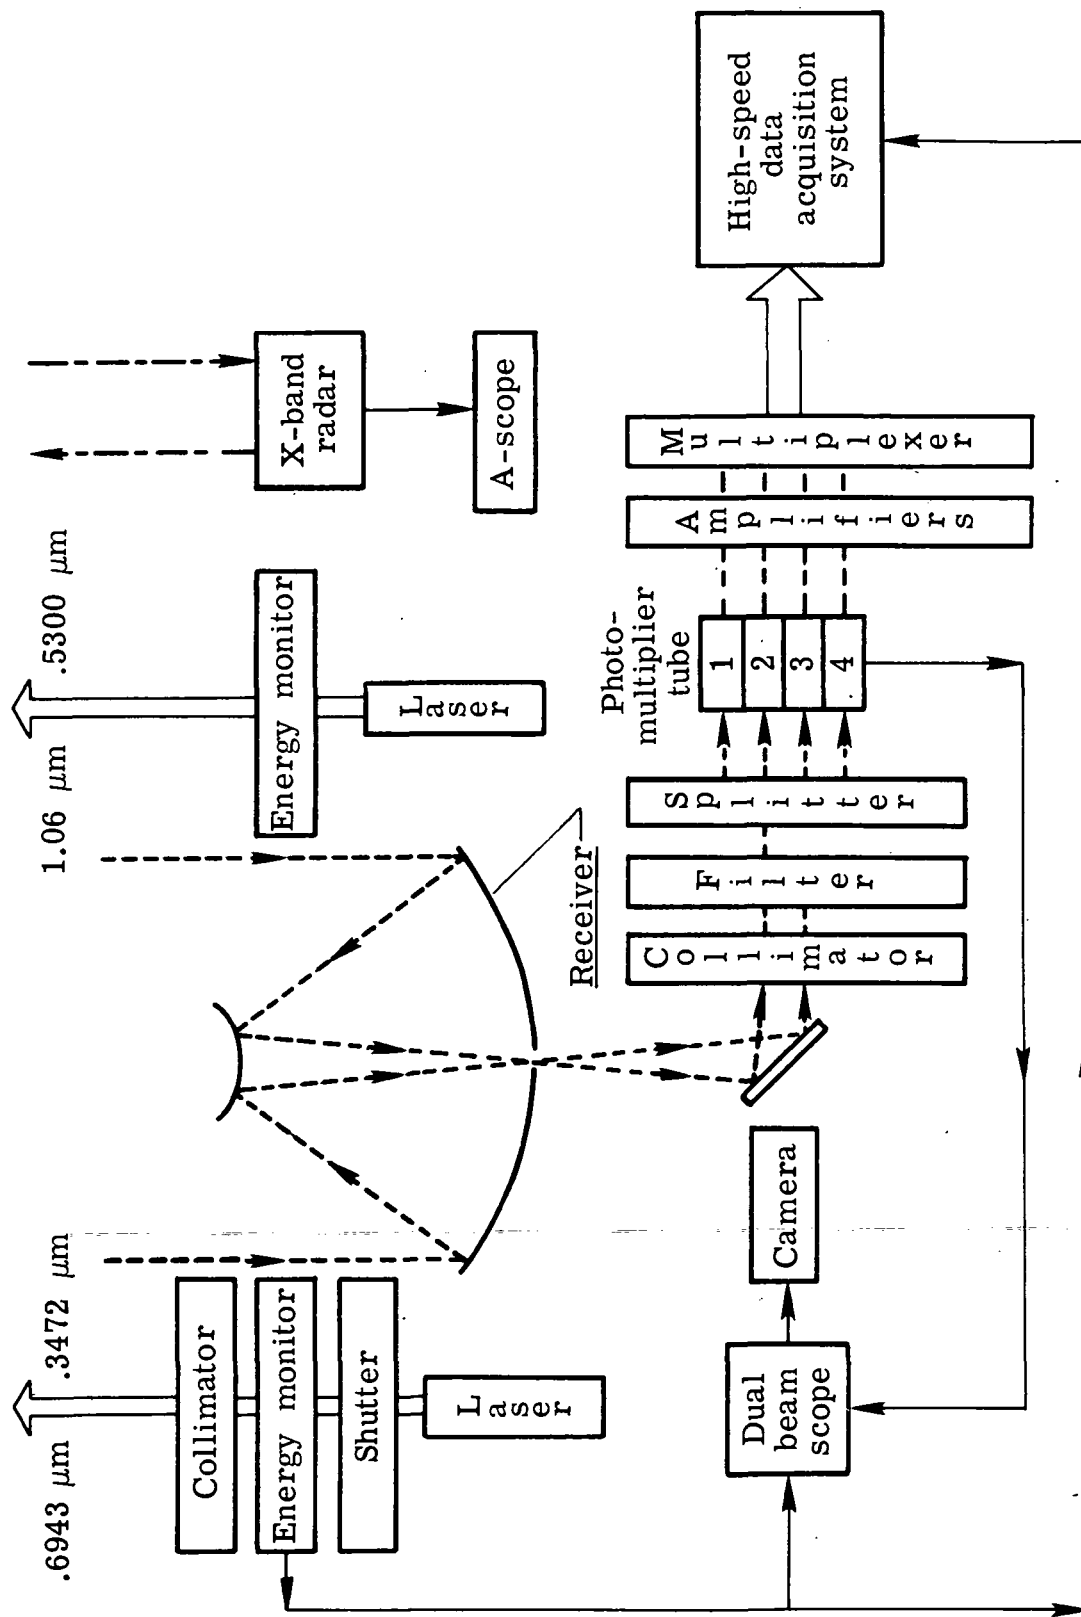 .6943 μm .3472 μm
Collimator
Energy monitor
Shutter
Laser
1.06 μm .5300 μm
Energy monitor
Laser
X-band
radar
A-scope
Receiver
Dual
beam
scope
Camera
Collimator
Filter
Splitter
Photo-
multiplier
tube
1
2
3
4
Amplifiers
Multiplexer
High-speed
data
acquisition
system